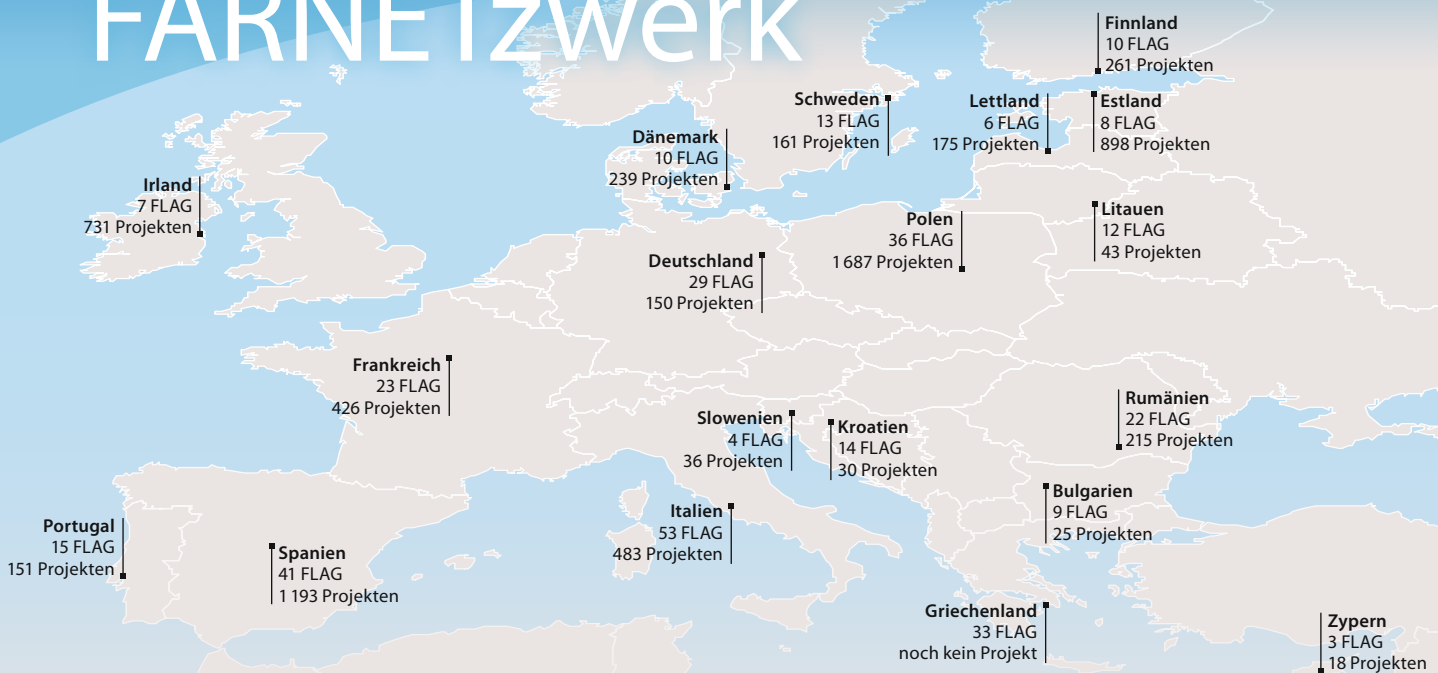 FARNETzwerk
Finnland
10 FLAG
261 Projekten
Schweden
13 FLAG
161 Projekten
Lettland
6 FLAG
175 Projekten
Estland
8 FLAG
898 Projekten
Dänemark
10 FLAG
239 Projekten
Irland
7 FLAG
731 Projekten
Litauen
12 FLAG
43 Projekten
Polen
36 FLAG
1 687 Projekten
Deutschland
29 FLAG
150 Projekten
Frankreich
23 FLAG
426 Projekten
Rumänien
22 FLAG
215 Projekten
Slowenien
4 FLAG
36 Projekten
Kroatien
14 FLAG
30 Projekten
Bulgarien
9 FLAG
25 Projekten
Italien
53 FLAG
483 Projekten
Portugal
15 FLAG
151 Projekten
Spanien
41 FLAG
1 193 Projekten
Griechenland
33 FLAG
noch kein Projekt
Zypern
3 FLAG
18 Projekten